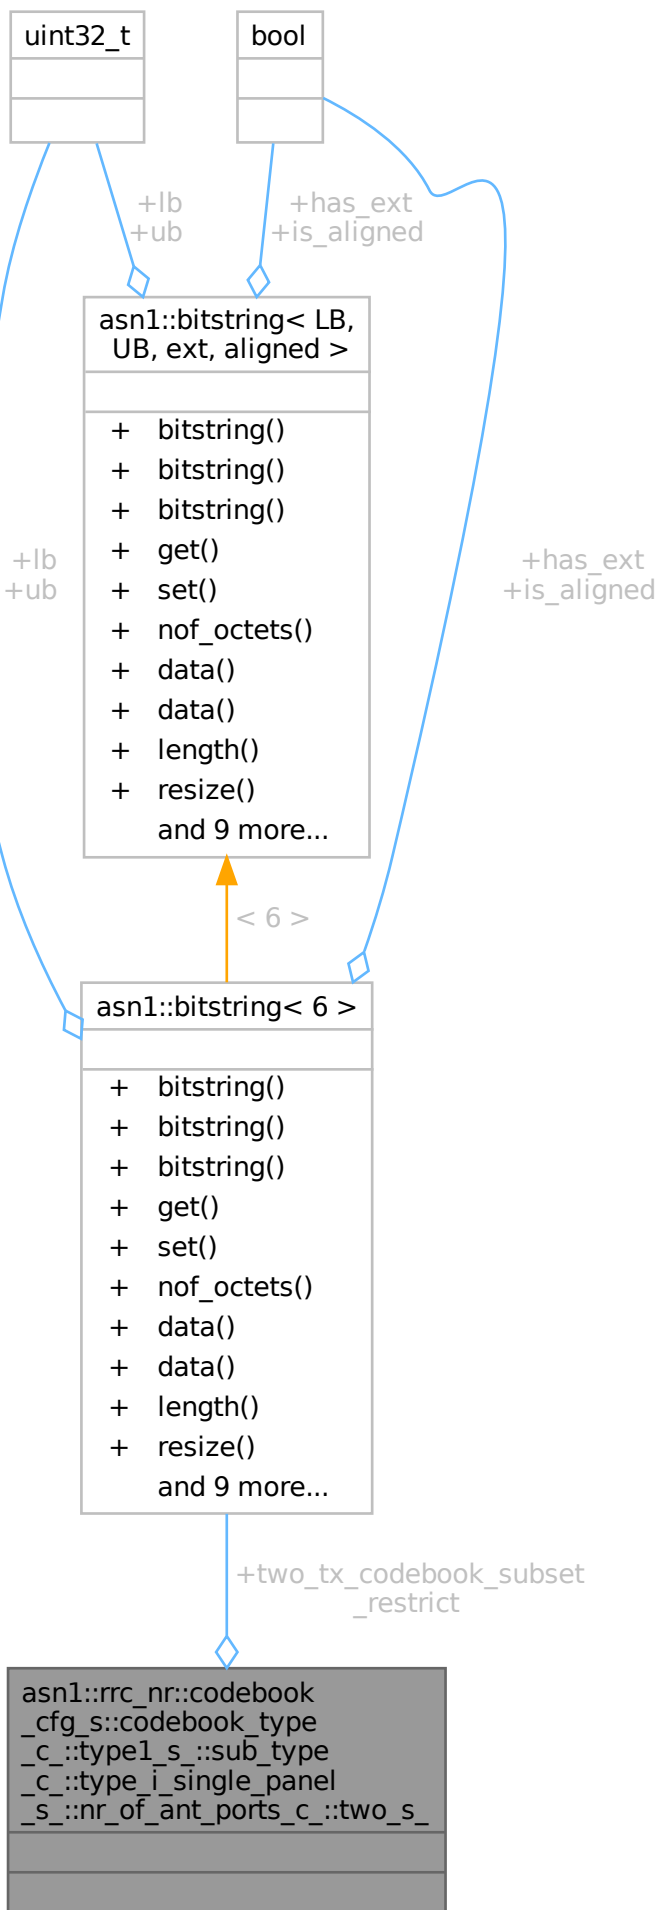 uint32_t
bool
+lb
+ub
+has_ext
+is_aligned
asn1::bitstring< LB,
UB, ext, aligned >
+ bitstring()
+ bitstring()
+ bitstring()
+ get()
+ set()
+ nof_octets()
+ data()
+ data()
+ length()
+ resize()
and 9 more...
+lb
+ub
+has_ext
+is_aligned
< 6 >
asn1::bitstring< 6 >
+ bitstring()
+ bitstring()
+ bitstring()
+ get()
+ set()
+ nof_octets()
+ data()
+ data()
+ length()
+ resize()
and 9 more...
+two_tx_codebook_subset
_restrict
asn1::rrc_nr::codebook
_cfg_s::codebook_type
_c_::type1_s_::sub_type
_c_::type_i_single_panel
_s_::nr_of_ant_ports_c_::two_s_